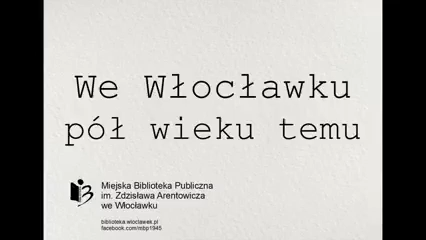 We Włocławku
pół wieku temu
Miejska Biblioteka Publiczna
im. Zdzisława Arentowicza
we Włocławku
biblioteka.wloclawek.pl
facebook.com/mbp1945